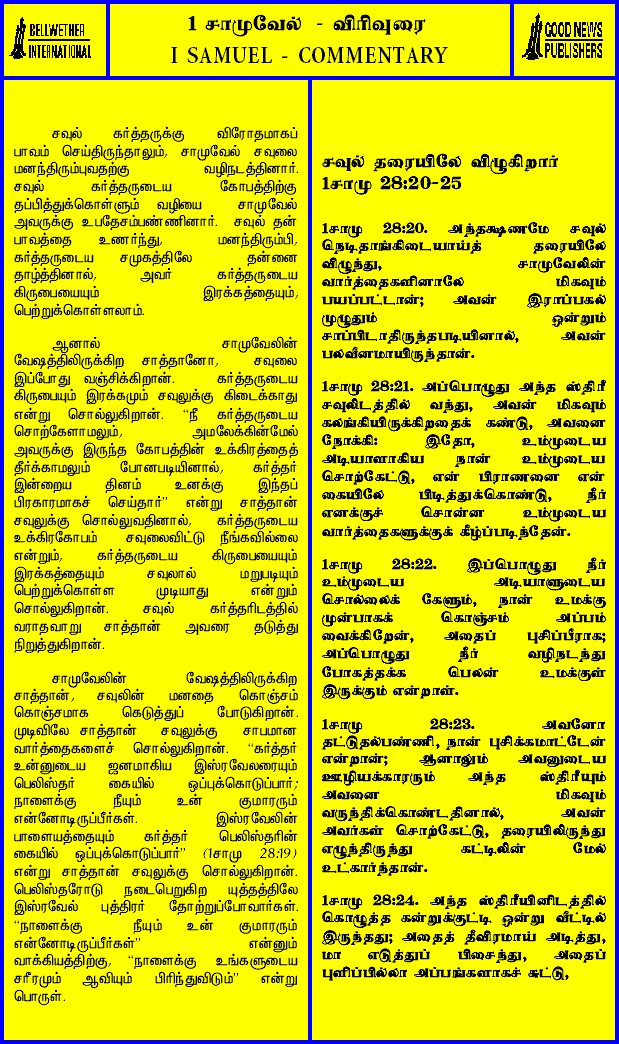 BELLWETHER
INTERNATIONAL
1 சாமுவேல் - விரிவுரை
I SAMUEL - COMMENTARY
GOOD NEWS
PUBLISHERS
சவுல் கர்த்தருக்கு விரோதமாகப்
பாவம் செய்திருந்தாலும், சாமுவேல் சவுலை
மனந்திரும்புவதற்கு வழிநடத்தினார்.
சவுல் கர்த்தருடைய கோபத்திற்கு
தப்பித்துக்கொள்ளும் வழியை சாமுவேல்
அவருக்கு உபதேசம்பண்ணினார். சவுல் தன்
பாவத்தை உணர்ந்து, மனந்திரும்பி,
கர்த்தருடைய சமுகத்திலே தன்னை
தாழ்த்தினால், அவர் கர்த்தருடைய
கிருபையையும் இரக்கத்தையும்,
பெற்றுக்கொள்ளலாம்.
ஆனால் சாமுவேலின்
வேஷத்திலிருக்கிற சாத்தானோ, சவுலை
இப்போது வஞ்சிக்கிறான். கர்த்தருடைய
கிருபையும் இரக்கமும் சவுலுக்கு கிடைக்காது
என்று சொல்லுகிறான். “நீ கர்த்தருடைய
சொற்கேளாமலும், அமலேக்கின்மேல்
அவருக்கு இருந்த கோபத்தின் உக்கிரத்தைத்
தீர்க்காமலும் போனபடியினால், கர்த்தர்
இன்றைய தினம் உனக்கு இந்தப்
பிரகாரமாகச் செய்தார்” என்று சாத்தான்
சவுலுக்கு சொல்லுவதினால், கர்த்தருடைய
உக்கிரகோபம் சவுலைவிட்டு நீங்கவில்லை
என்றும், கர்த்தருடைய கிருபையையும்
இரக்கத்தையும் சவுலால் மறுபடியும்
பெற்றுக்கொள்ள முடியாது என்றும்
சொல்லுகிறான். சவுல் கர்த்தரிடத்தில்
வராதவாறு சாத்தான் அவரை தடுத்து
நிறுத்துகிறான்.
சாமுவேலின் வேஷத்திலிருக்கிற
சாத்தான், சவுலின் மனதை கொஞ்சம்
கொஞ்சமாக கெடுத்துப் போடுகிறான்.
முடிவிலே சாத்தான் சவுலுக்கு சாபமான
வார்த்தைகளைச் சொல்லுகிறான். “கர்த்தர்
உன்னுடைய ஜனமாகிய இஸ்ரவேலரையும்
பெலிஸ்தர் கையில் ஒப்புக்கொடுப்பார்;
நாளைக்கு நீயும் உன் குமாரரும்
என்னோடிருப்பீர்கள். இஸ்ரவேலின்
பாளையத்தையும் கர்த்தர் பெலிஸ்தரின்
கையில் ஒப்புக்கொடுப்பார்” (1சாமு 28:19)
என்று சாத்தான் சவுலுக்கு சொல்லுகிறான்.
பெலிஸ்தரோடு நடைபெறுகிற யுத்தத்திலே
இஸ்ரவேல் புத்திரர் தோற்றுப்போவார்கள்.
“நாளைக்கு நீயும் உன் குமாரரும்
என்னோடிருப்பீர்கள்” என்னும்
வாக்கியத்திற்கு, “நாளைக்கு உங்களுடைய
சரீரமும் ஆவியும் பிரிந்துவிடும்” என்று
பொருள்.
சவுல் தரையிலே விழுகிறார்
1சாமு 28:20-25
1சாமு 28:20. அந்தக்ஷணமே சவுல்
நெடிதாங்கிடையாய்த் தரையிலே
விழுந்து, சாமுவேலின்
வார்த்தைகளினாலே மிகவும்
பயப்பட்டான்; அவன் இராப்பகல்
முழுதும் ஒன்றும்
சாப்பிடாதிருந்தபடியினால், அவன்
பலவீனமாயிருந்தான்.
1சாமு 28:21. அப்பொழுது அந்த ஸ்திரீ
சவுலிடத்தில் வந்து, அவன் மிகவும்
கலங்கியிருக்கிறதைக் கண்டு, அவனை
நோக்கி: இதோ, உம்முடைய
அடியாளாகிய நான் உம்முடைய
சொற்கேட்டு, என் பிராணனை என்
கையிலே பிடித்துக்கொண்டு, நீர்
எனக்குச் சொன்ன உம்முடைய
வார்த்தைகளுக்குக் கீழ்ப்படிந்தேன்.
1சாமு 28:22. இப்பொழுது நீர்
உம்முடைய அடியாளுடைய
சொல்லைக் கேளும், நான் உமக்கு
முன்பாகக் கொஞ்சம் அப்பம்
வைக்கிறேன், அதைப் புசிப்பீராக;
அப்பொழுது நீர் வழிநடந்து
போகத்தக்க பெலன் உமக்குள்
இருக்கும் என்றாள்.
1சாமு 28:23. அவனோ
தட்டுதல்பண்ணி, நான் புசிக்கமாட்டேன்
என்றான்; ஆனாலும் அவனுடைய
ஊழியக்காரரும் அந்த ஸ்திரீயும்
அவனை மிகவும்
வருந்திக்கொண்டதினால், அவன்
அவர்கள் சொற்கேட்டு, தரையிலிருந்து
எழுந்திருந்து கட்டிலின் மேல்
உட்கார்ந்தான்.
1சாமு 28:24. அந்த ஸ்திரீயினிடத்தில்
கொழுத்த கன்றுக்குட்டி ஒன்று வீட்டில்
இருந்தது; அதைத் தீவிரமாய் அடித்து,
மா எடுத்துப் பிசைந்து, அதைப்
புளிப்பில்லா அப்பங்களாகச் சுட்டு,